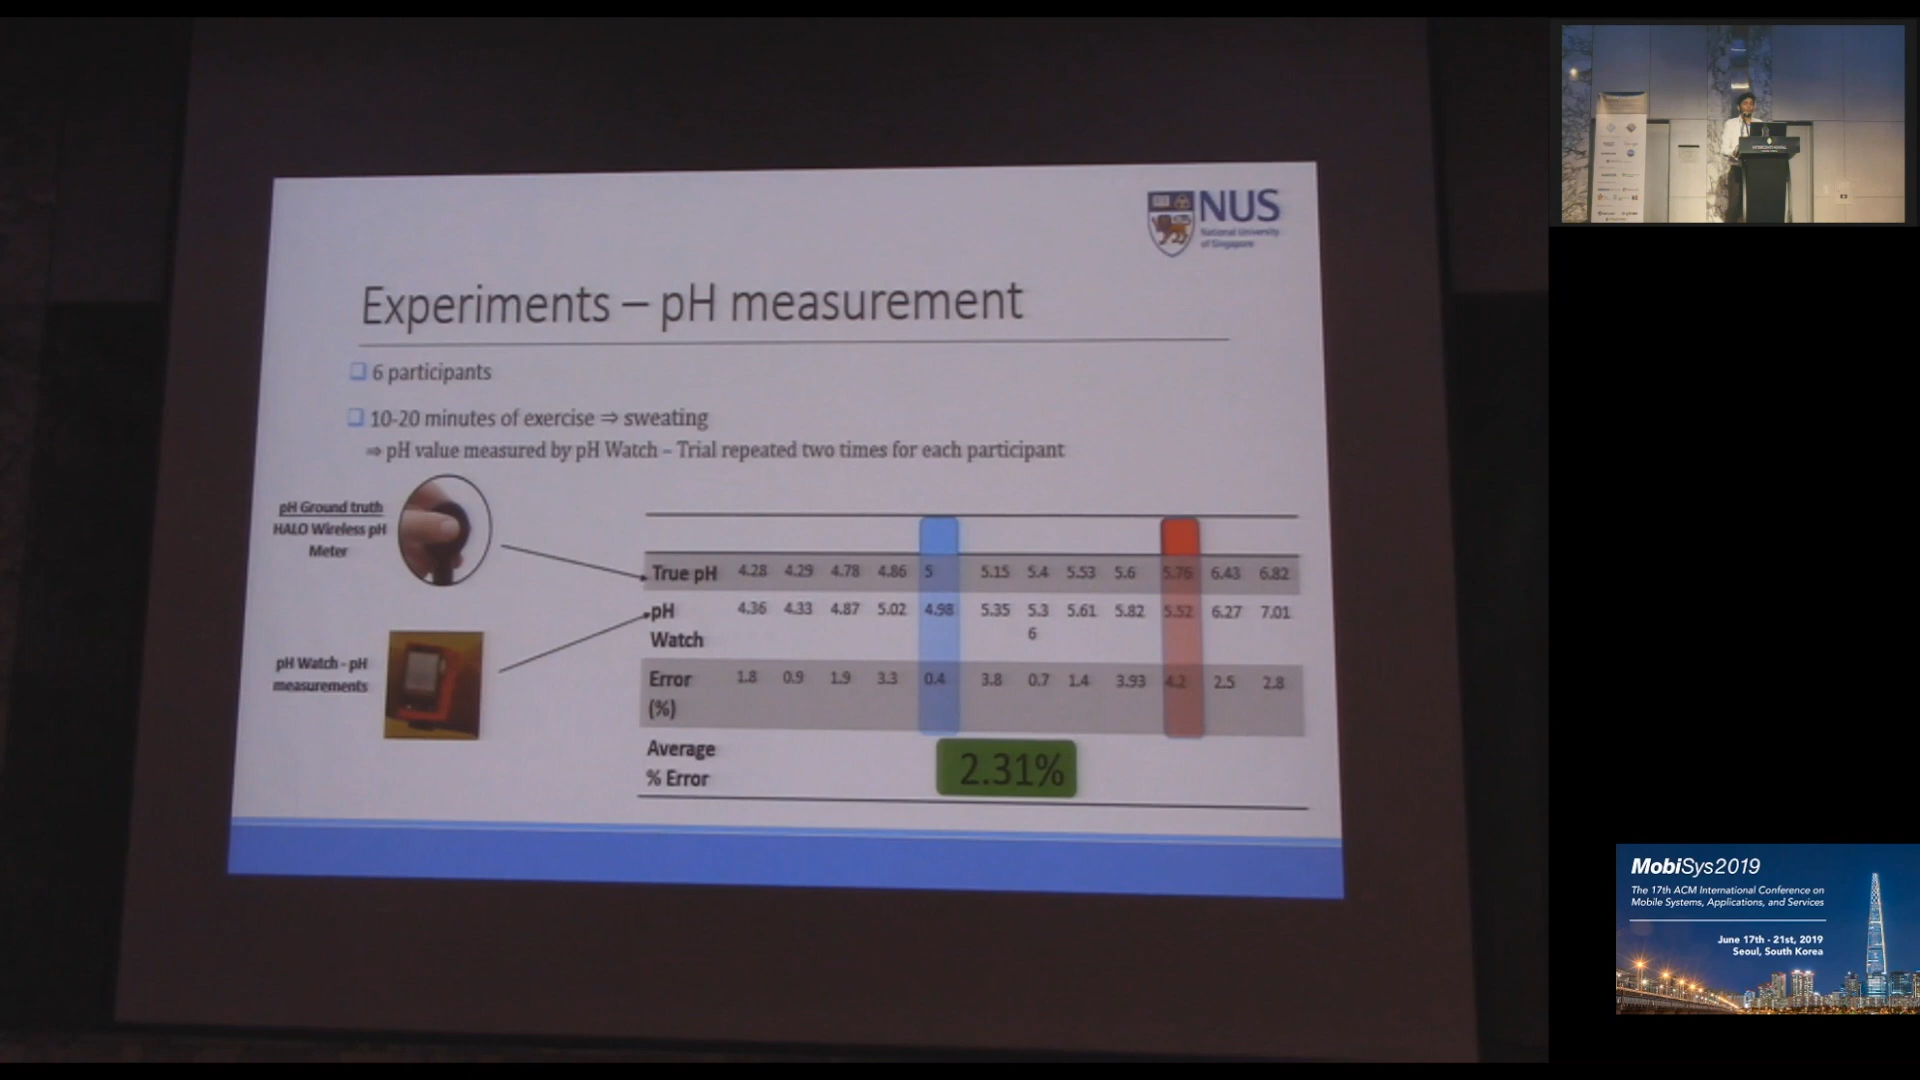 NUS
National University
of Singapore
Experiments – pH measurement
6 participants
10-20 minutes of exercise ⇒ sweating
⇒ pH value measured by pH Watch – Trial repeated two times for each participant
pH Ground truth
HALO Wireless pH
Meter
pH Watch - pH
measurements
True pH 4.28 4.29 4.78 4.86 5 5.15 5.4 5.53 5.6 5.76 6.43 6.82
pH 4.36 4.33 4.87 5.02 4.98 5.35 5.3 5.61 5.82 5.52 6.27 7.01
Watch 6
Error 1.8 0.9 1.9 3.3 0.4 3.8 0.7 1.4 3.93 4.2 2.5 2.8
(%)
Average
% Error
2.31%
MobiSys2019
The 17th ACM International Conference on
Mobile Systems, Applications, and Services
June 17th - 21st, 2019
Seoul, South Korea